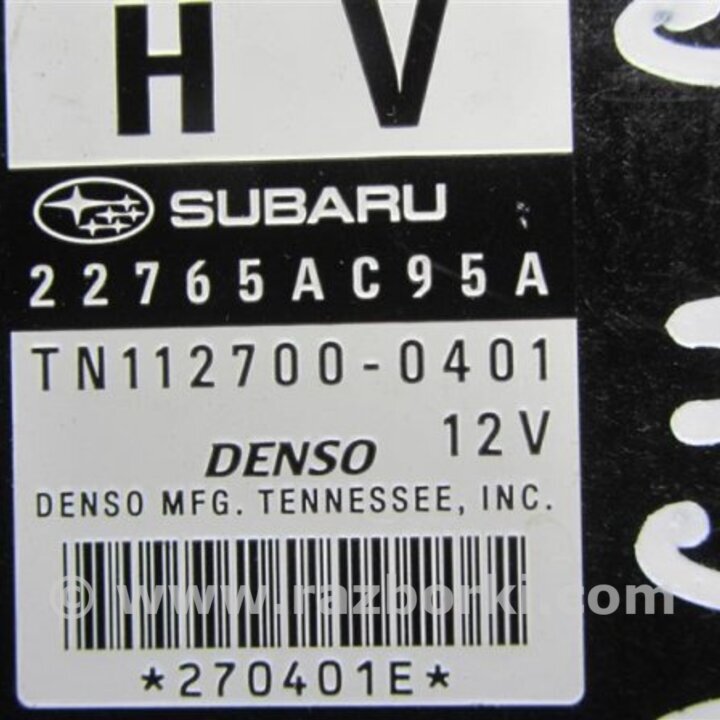 H V
SUBARU
22765AC95A
TN112700-0401
12V
DENSO
DENSO MFG. TENNESSEE, INC.
© www.razborki.com
*270401E*